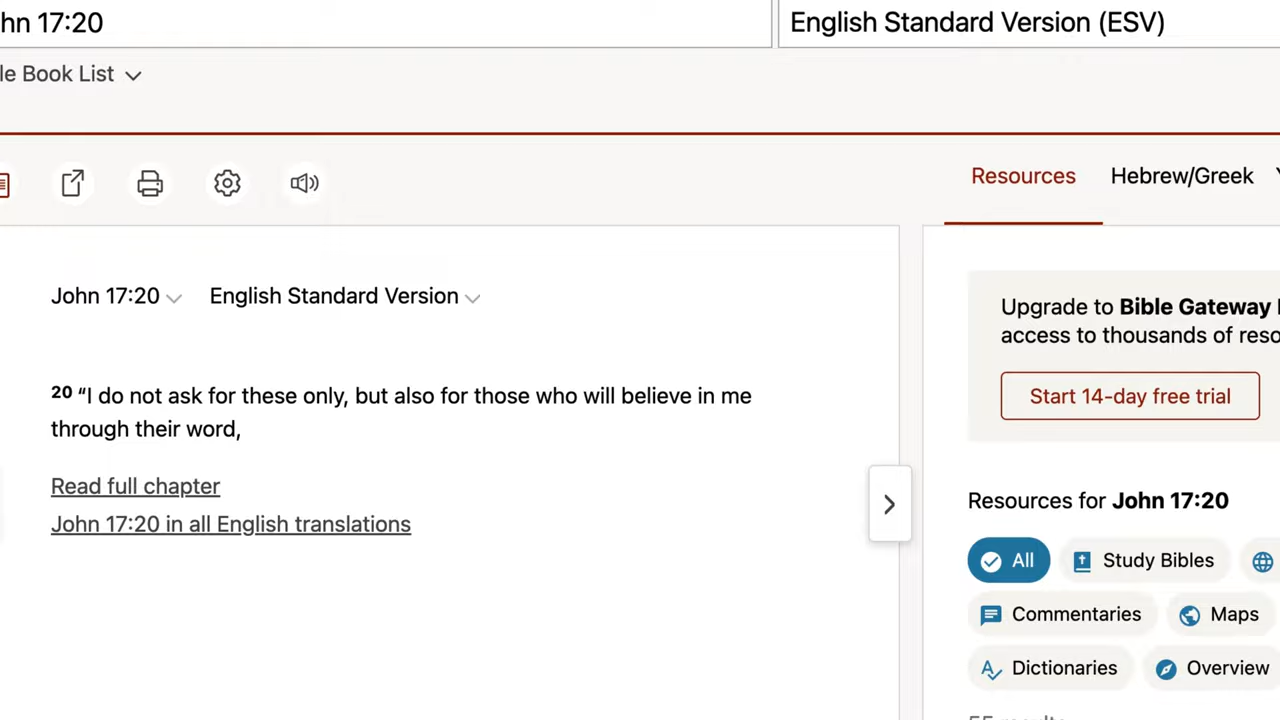 hn 17:20
English Standard Version (ESV)
le Book List
Resources Hebrew/Greek
John 17:20 English Standard Version
20 “I do not ask for these only, but also for those who will believe in me
through their word,
Read full chapter
John 17:20 in all English translations
Upgrade to Bible Gateway
access to thousands of reso
Start 14-day free trial
Resources for John 17:20
All Study Bibles
Commentaries Maps
Dictionaries Overview